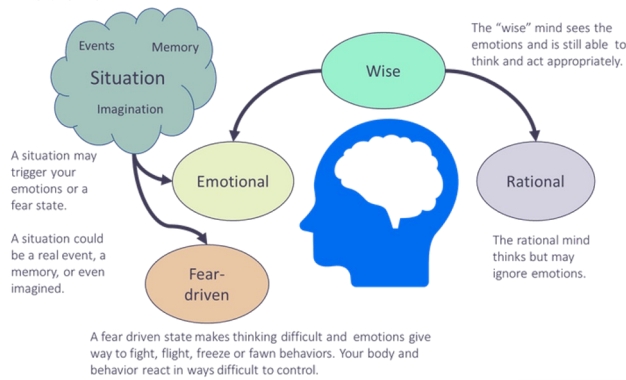 Events
Memory
Situation
Imagination
Wise
The “wise” mind sees the
emotions and is still able to
think and act appropriately.
A situation may
trigger your
emotions or a
fear state.
A situation could
be a real event, a
memory, or even
imagined.
Emotional
Rational
The rational mind
thinks but may
ignore emotions.
Fear-
driven
A fear driven state makes thinking difficult and emotions give
way to fight, flight, freeze or fawn behaviors. Your body and
behavior react in ways difficult to control.